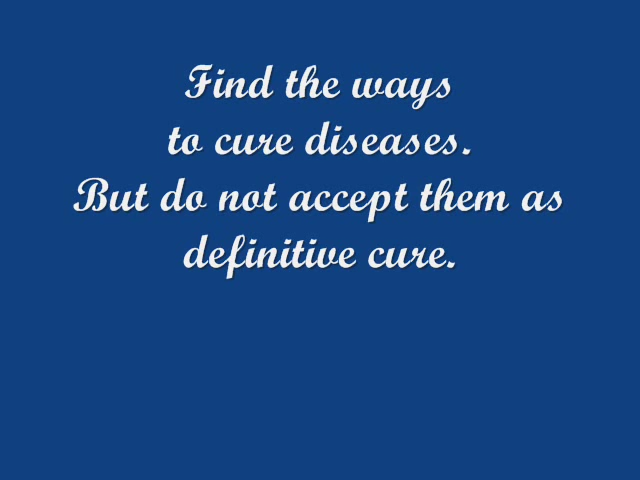 Find the ways
to cure diseases.
But do not accept them as
definitive cure.